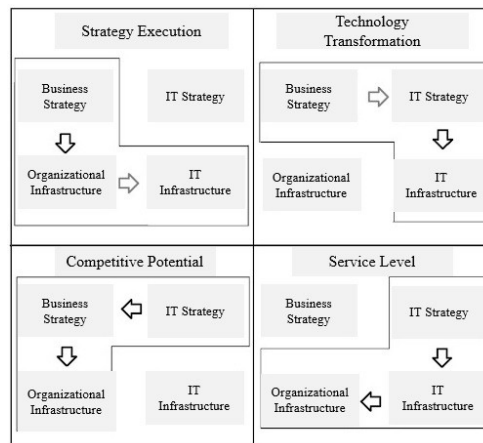 Strategy Execution
Business
Strategy
IT Strategy
Organizational
Infrastructure
IT
Infrastructure
Technology
Transformation
Business
Strategy
IT Strategy
Organizational
Infrastructure
IT
Infrastructure
Competitive Potential
Business
Strategy
IT Strategy
Organizational
Infrastructure
IT
Infrastructure
Service Level
Business
Strategy
IT Strategy
Organizational
Infrastructure
IT
Infrastructure